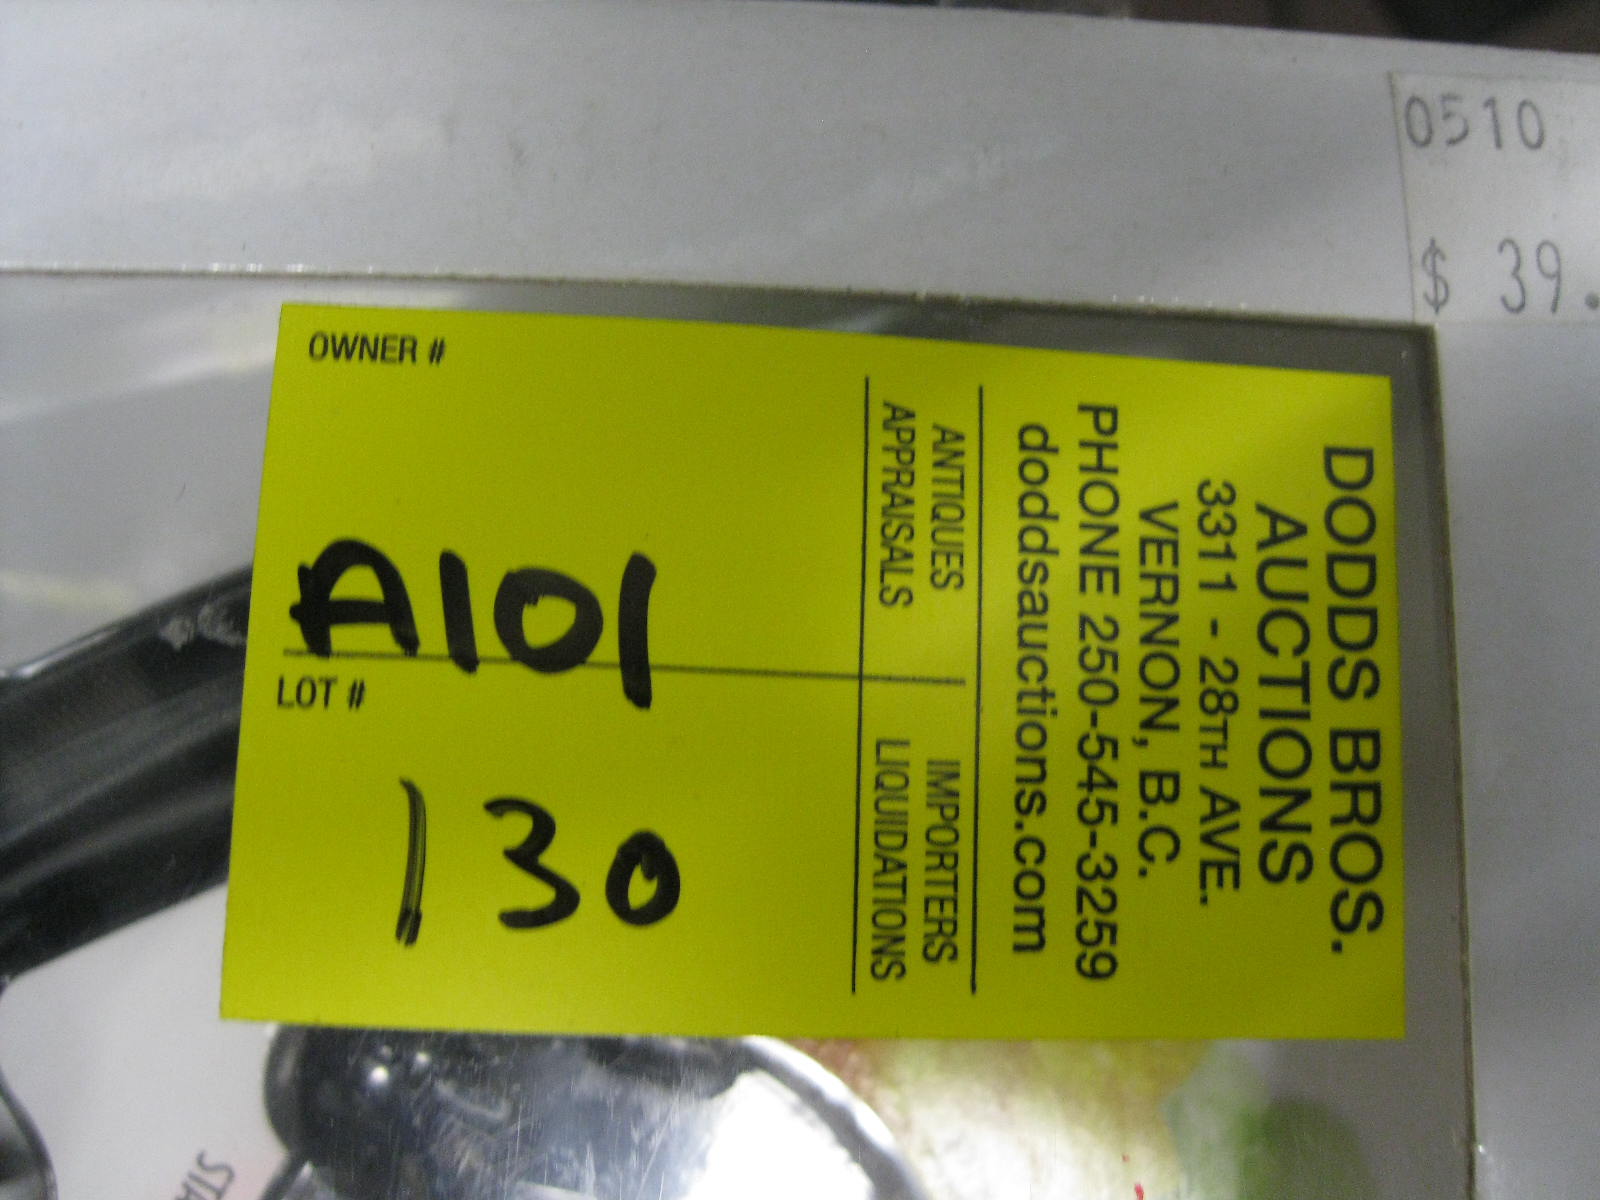 0510
$ 39.
DODDS BROS.
AUCTIONS
3311 - 28TH AVE.
VERNON, B.C.
PHONE 250-545-3259
doddsauctions.com
ANTIQUES
APPRAISALS
IMPORTERS
LIQUIDATIONS
OWNER #
A101
LOT #
130